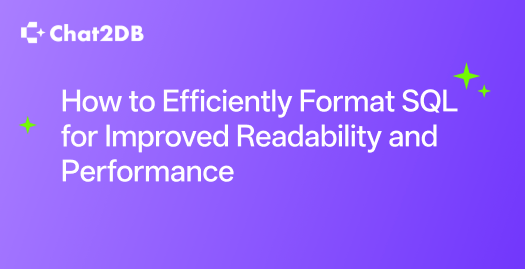 Chat2DB
How to Efficiently Format SQL
for Improved Readability and
Performance